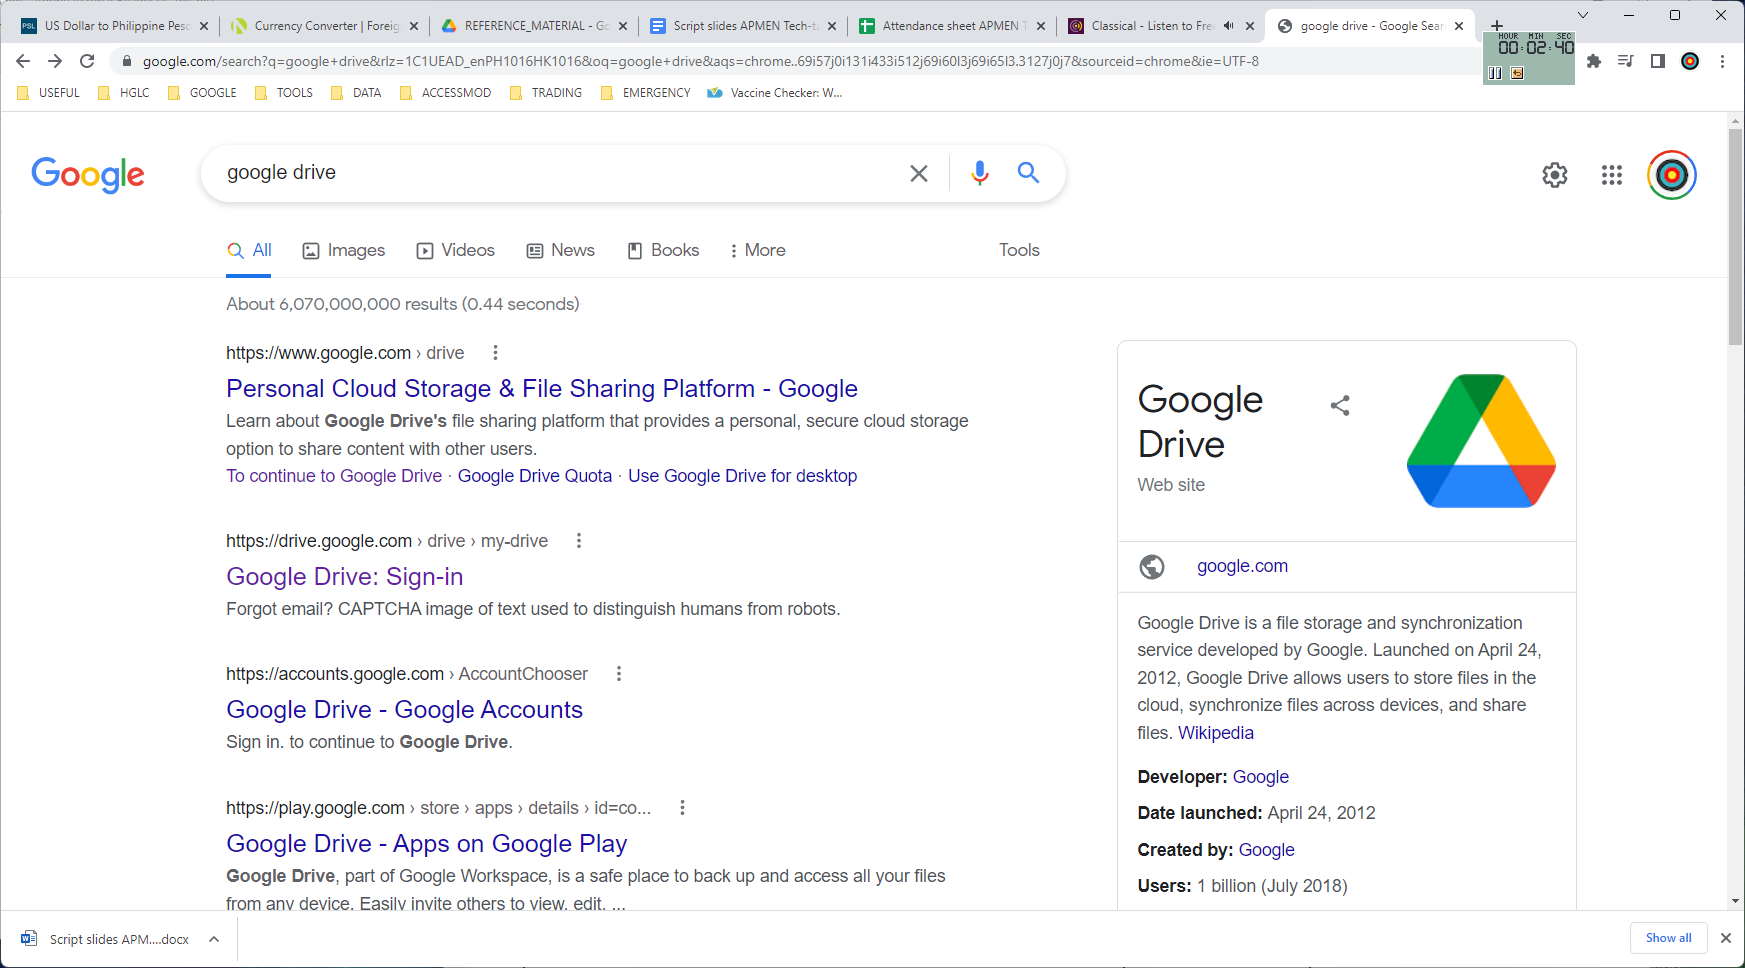 PSL US Dollar to Philippine Pesc
Currency Converter | Foreig
REFERENCE_MATERIAL - Go
Script slides APMEN Tech-ta
Attendance sheet APMEN T
Classical - Listen to Free
google drive - Google Sear
HOUR MIN SEC
00:02:40
google.com/search?q=google+drive&rlz=1C1UEAD_enPH1016HK1016&oq=google+drive&aqs=chrome..69i57j0i131i433i512j69i60l3j69i65l3.3127j0j7&sourceid=chrome&ie=UTF-8
USEFUL HGLC GOOGLE TOOLS DATA ACCESSMOD TRADING EMERGENCY Vaccine Checker: W...
Google
google drive
All Images Videos News Books More Tools
About 6,070,000,000 results (0.44 seconds)
https://www.google.com › drive
Personal Cloud Storage & File Sharing Platform - Google
Learn about Google Drive's file sharing platform that provides a personal, secure cloud storage
option to share content with other users.
To continue to Google Drive · Google Drive Quota · Use Google Drive for desktop
https://drive.google.com › drive › my-drive
Google Drive: Sign-in
Forgot email? CAPTCHA image of text used to distinguish humans from robots.
https://accounts.google.com › AccountChooser
Google Drive - Google Accounts
Sign in. to continue to Google Drive.
https://play.google.com › store › apps › details › id=co...
Google Drive - Apps on Google Play
Google Drive, part of Google Workspace, is a safe place to back up and access all your files
from any device. Easily invite others to view, edit, ...
Google
Drive
Web site
google.com
Google Drive is a file storage and synchronization
service developed by Google. Launched on April 24,
2012, Google Drive allows users to store files in the
cloud, synchronize files across devices, and share
files. Wikipedia
Developer: Google
Date launched: April 24, 2012
Created by: Google
Users: 1 billion (July 2018)
Script slides APM....docx
Show all